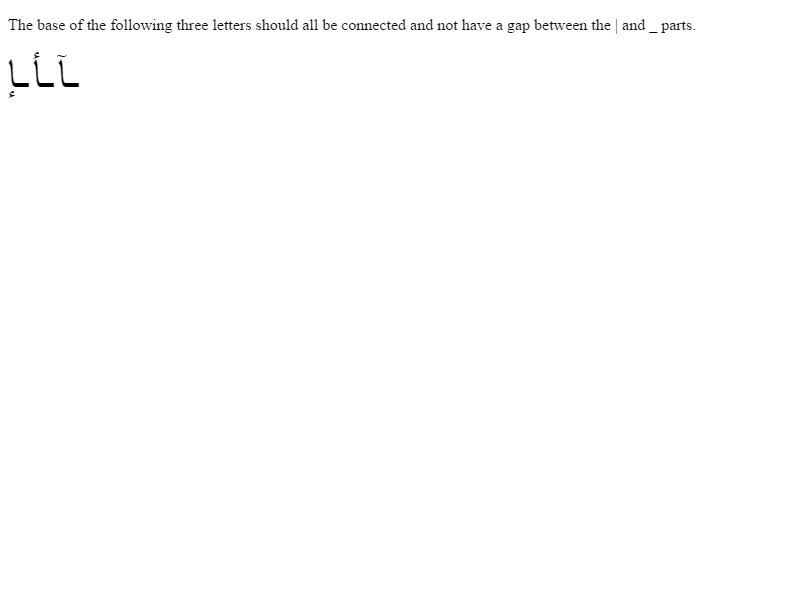 The base of the following three letters should all be connected and not have a gap between the | and _ parts.
ـآ ـأ ـإ